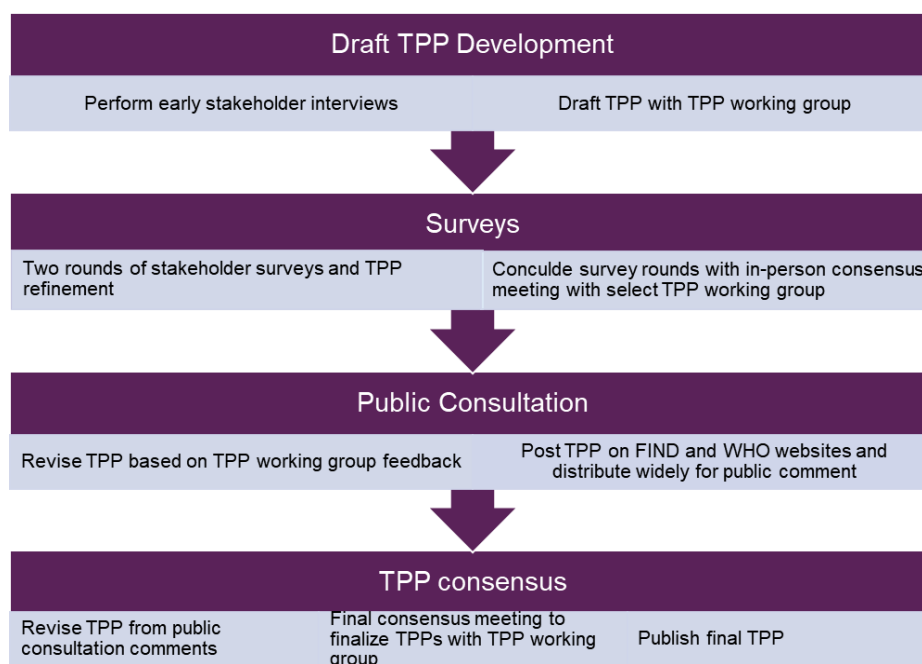 Draft TPP Development
Perform early stakeholder interviews
Draft TPP with TPP working group
Surveys
Two rounds of stakeholder surveys and TPP
refinement
Conculde survey rounds with in-person consensus
meeting with select TPP working group
Public Consultation
Revise TPP based on TPP working group feedback
Post TPP on FIND and WHO websites and
distribute widely for public comment
TPP consensus
Revise TPP from public
consultation comments
Final consensus meeting to
finalize TPPs with TPP working
group
Publish final TPP